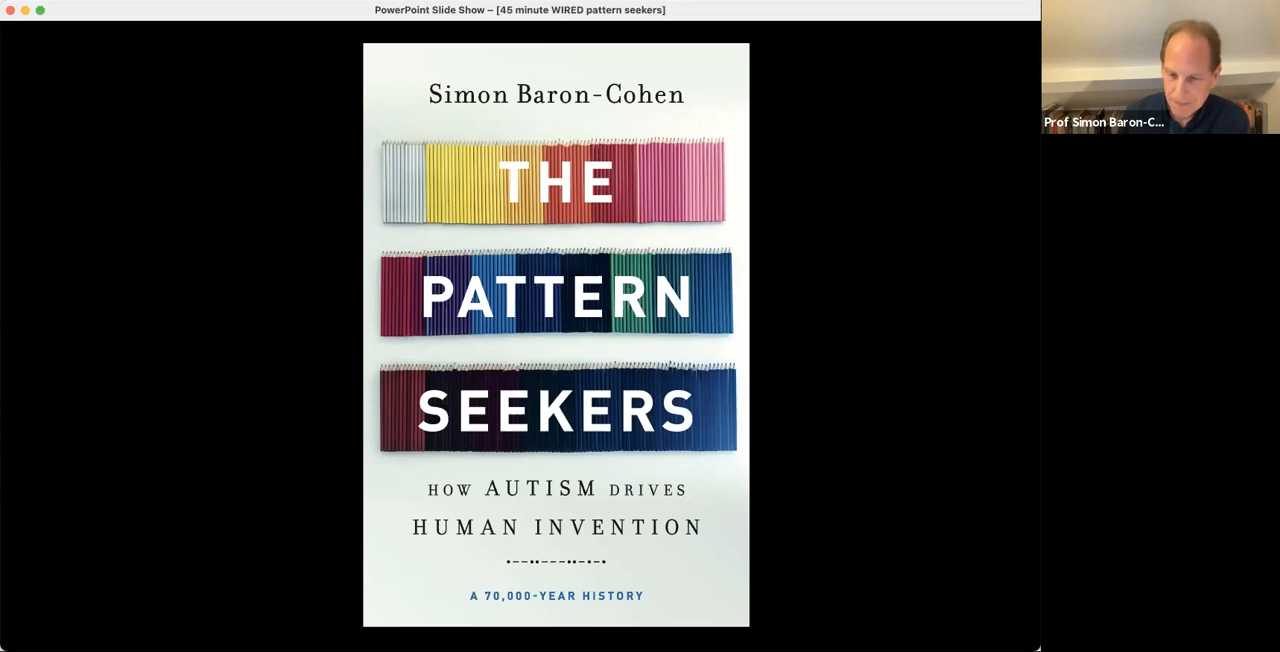 PowerPoint Slide Show – [45 minute WIRED pattern seekers]
Simon Baron-Cohen
THE
PATTERN
SEEKERS
HOW AUTISM DRIVES
HUMAN INVENTION
A 70,000-YEAR HISTORY
Prof Simon Baron-C...